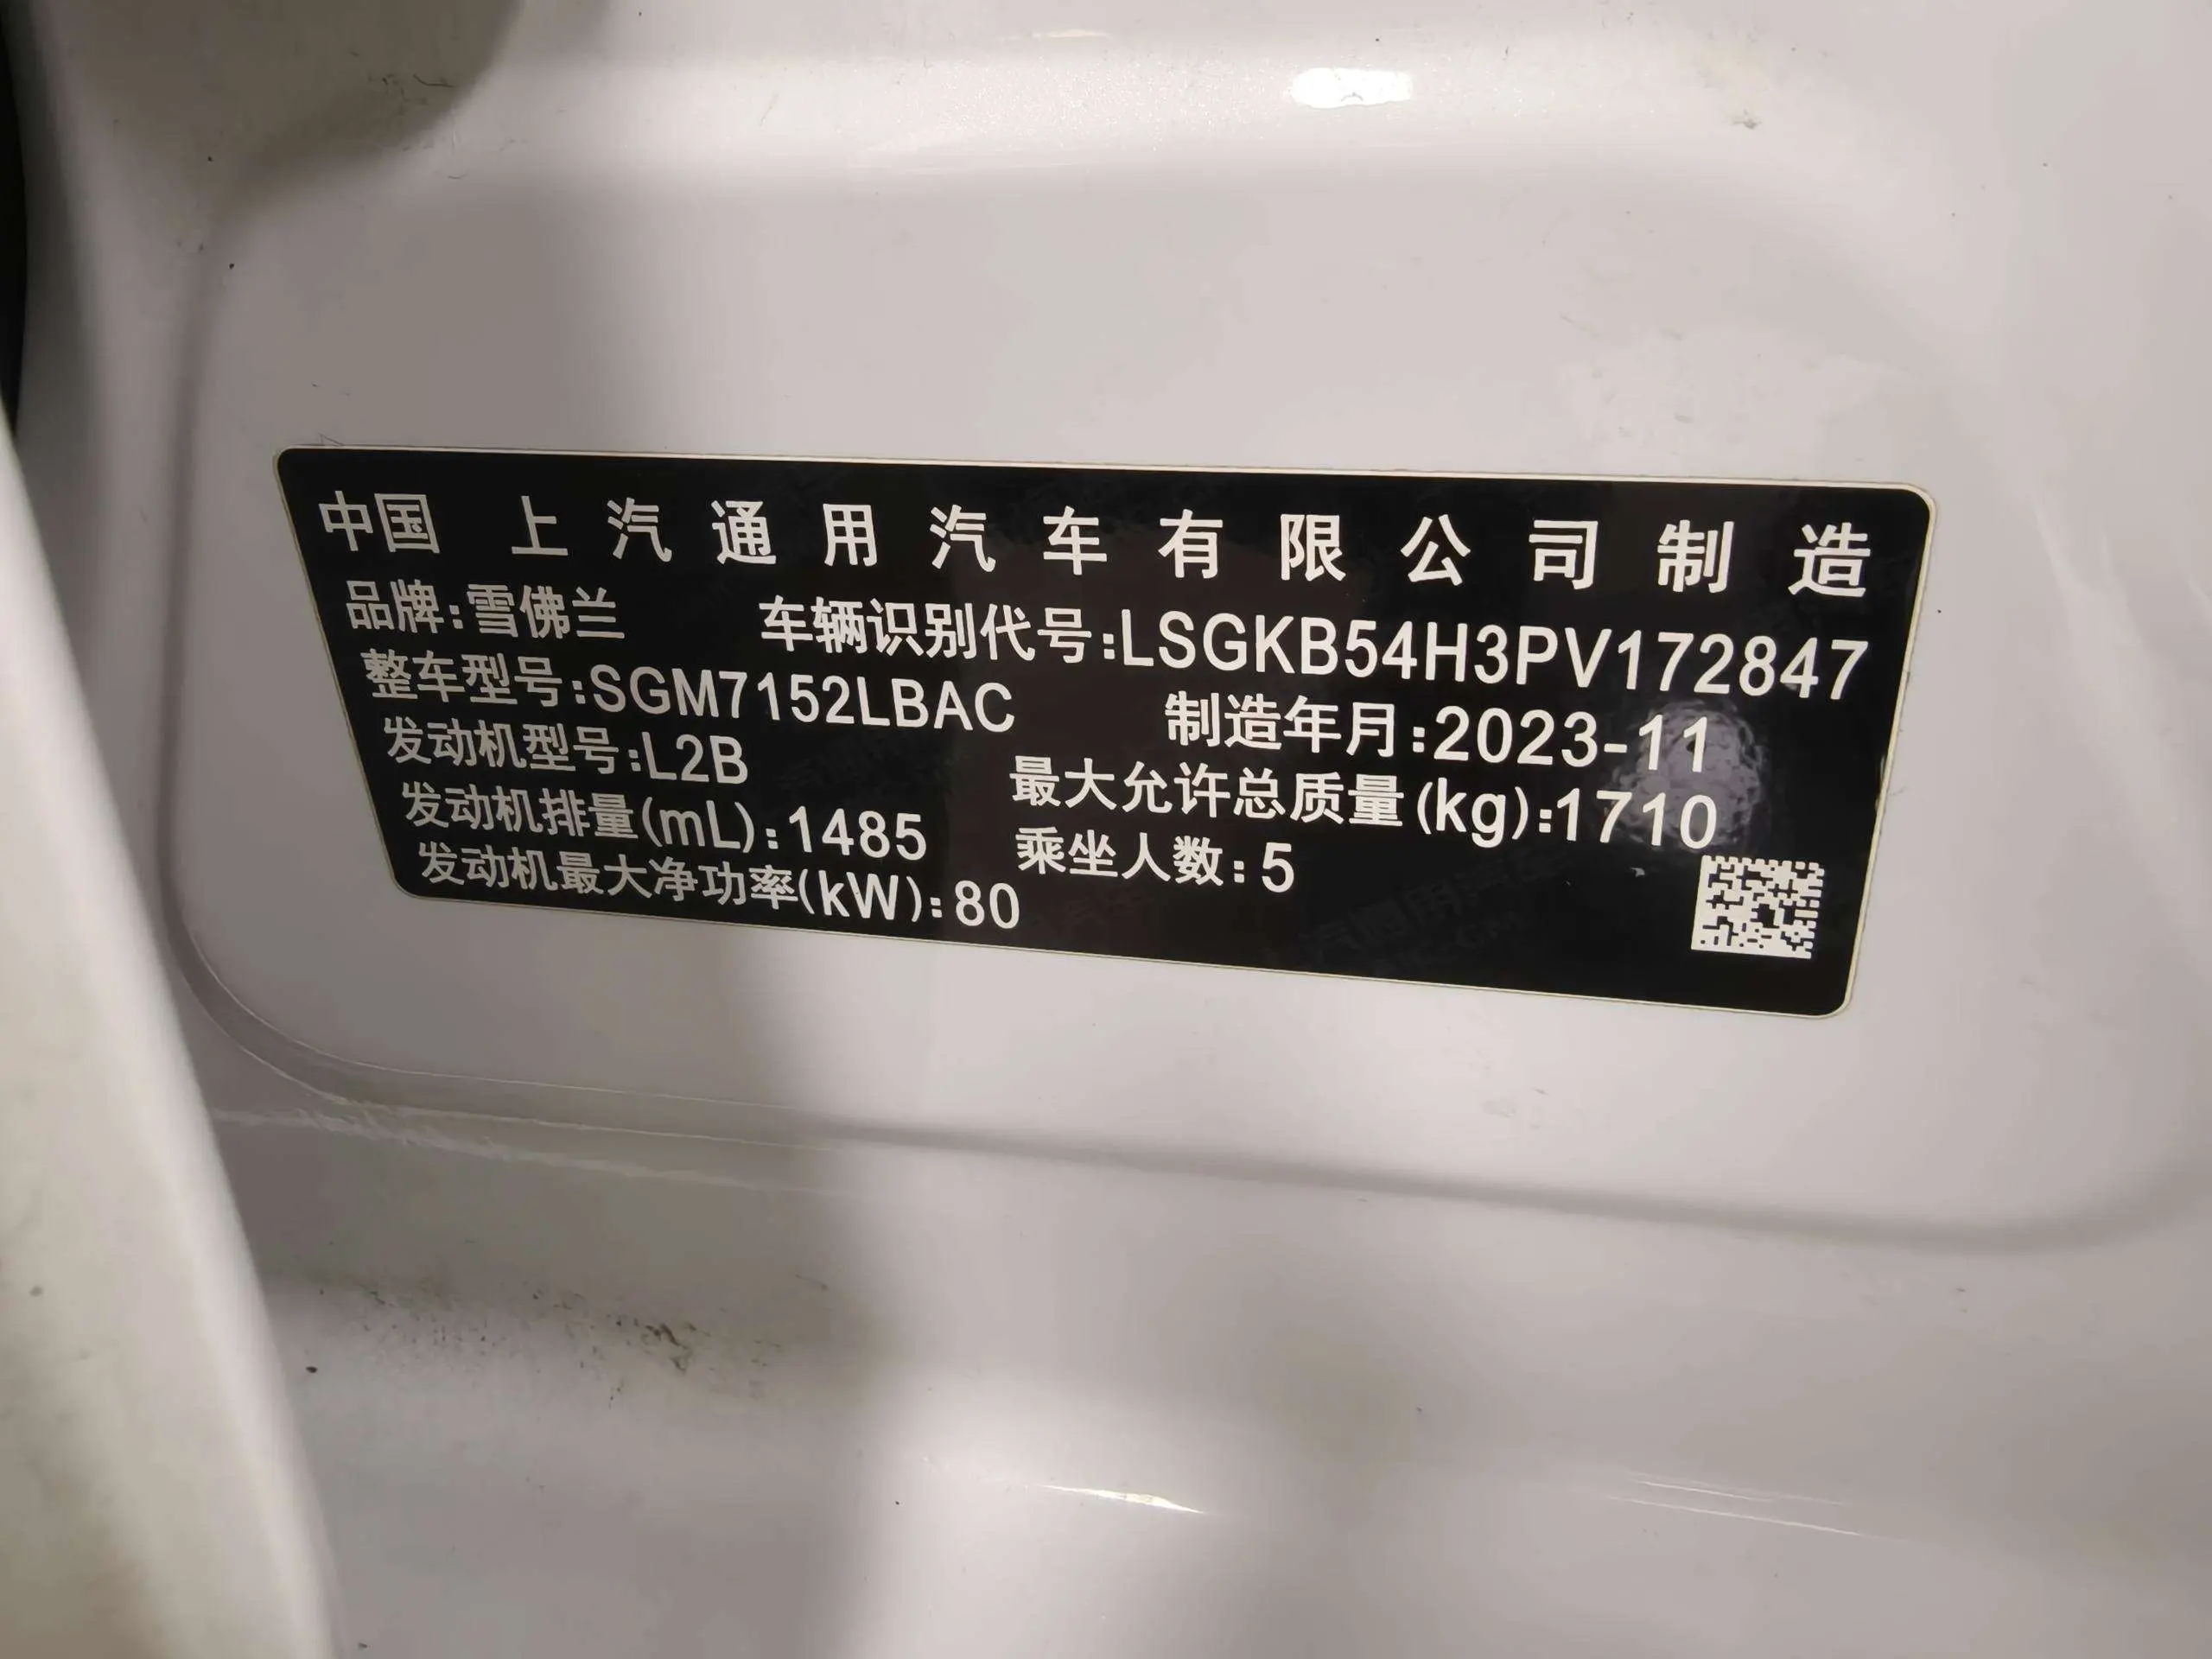 中国 上汽通用汽车有限公司制造
品牌:雪佛兰 车辆识别代号:LSGKB54H3PV172847
整车型号:SGM7152LBAC 制造年月:2023-11
发动机型号:L2B 最大允许总质量(kg):1710
发动机排量(mL):1485 乘坐人数:5
发动机最大净功率(kW):80